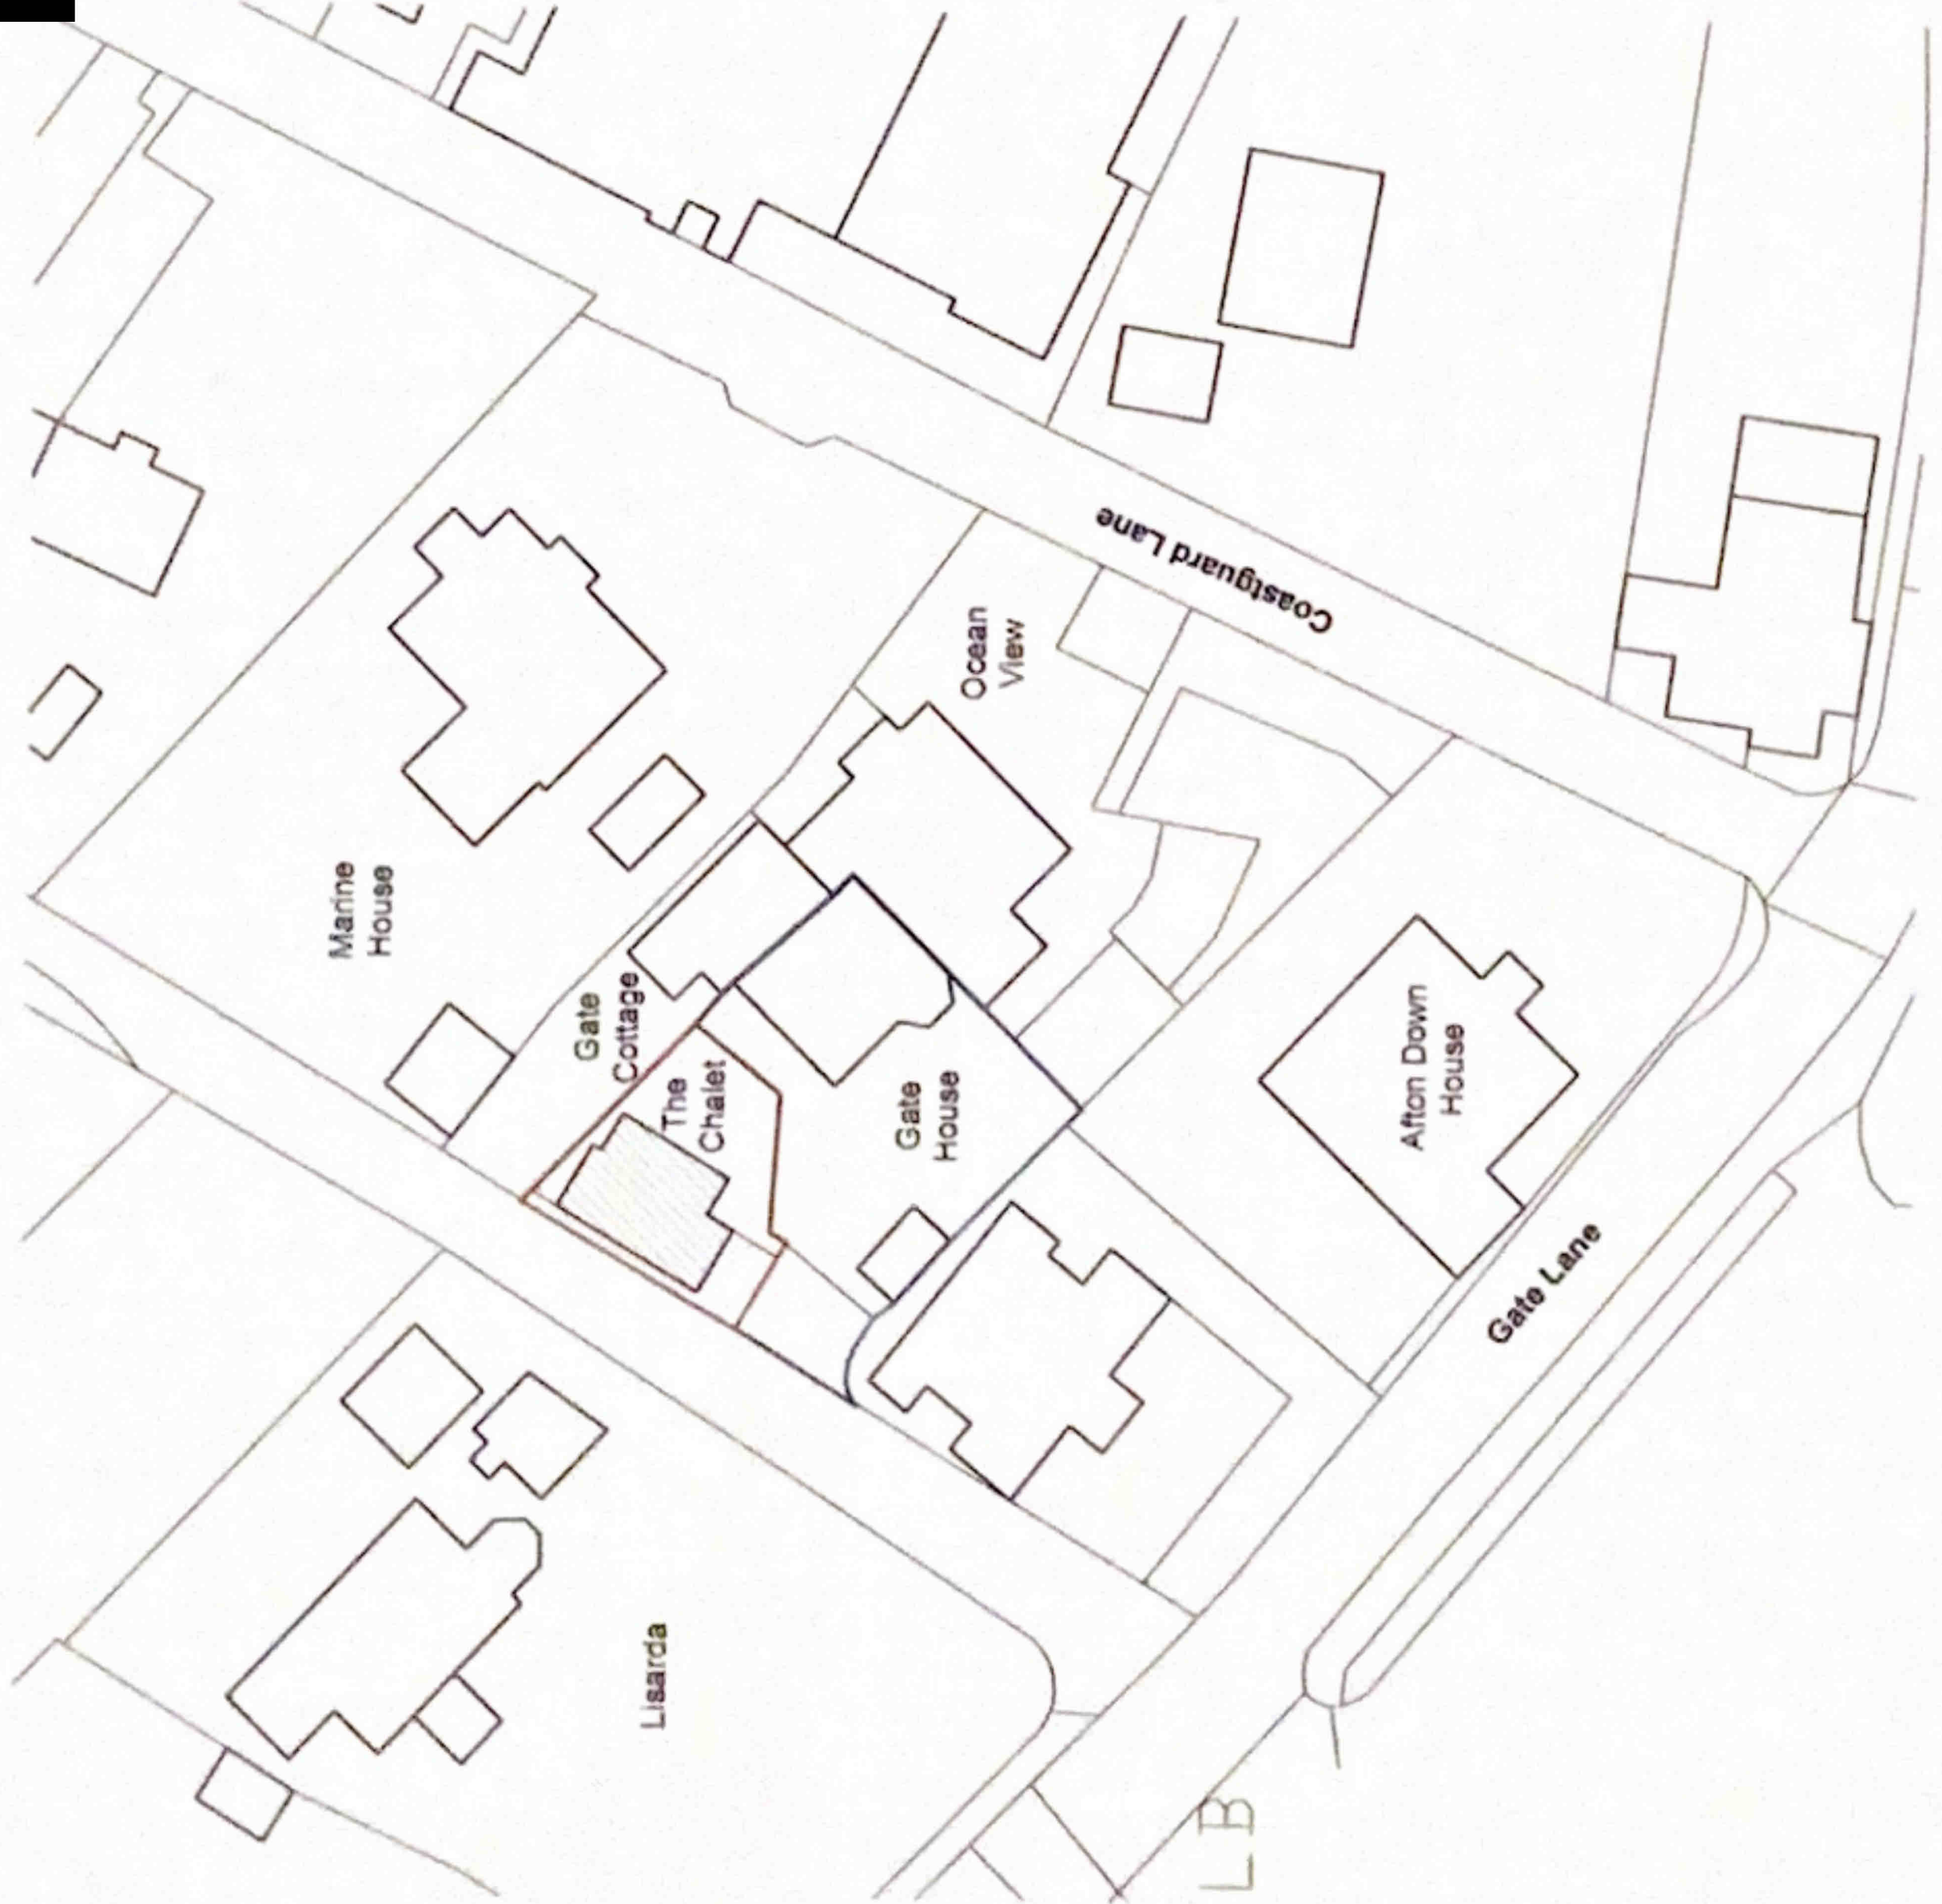 Coastguard Lane
Ocean
View
Marine
House
Gate
Cottage
The
Chalet
Gate
House
Afton Down
House
Gate Lane
Lisarda
LB